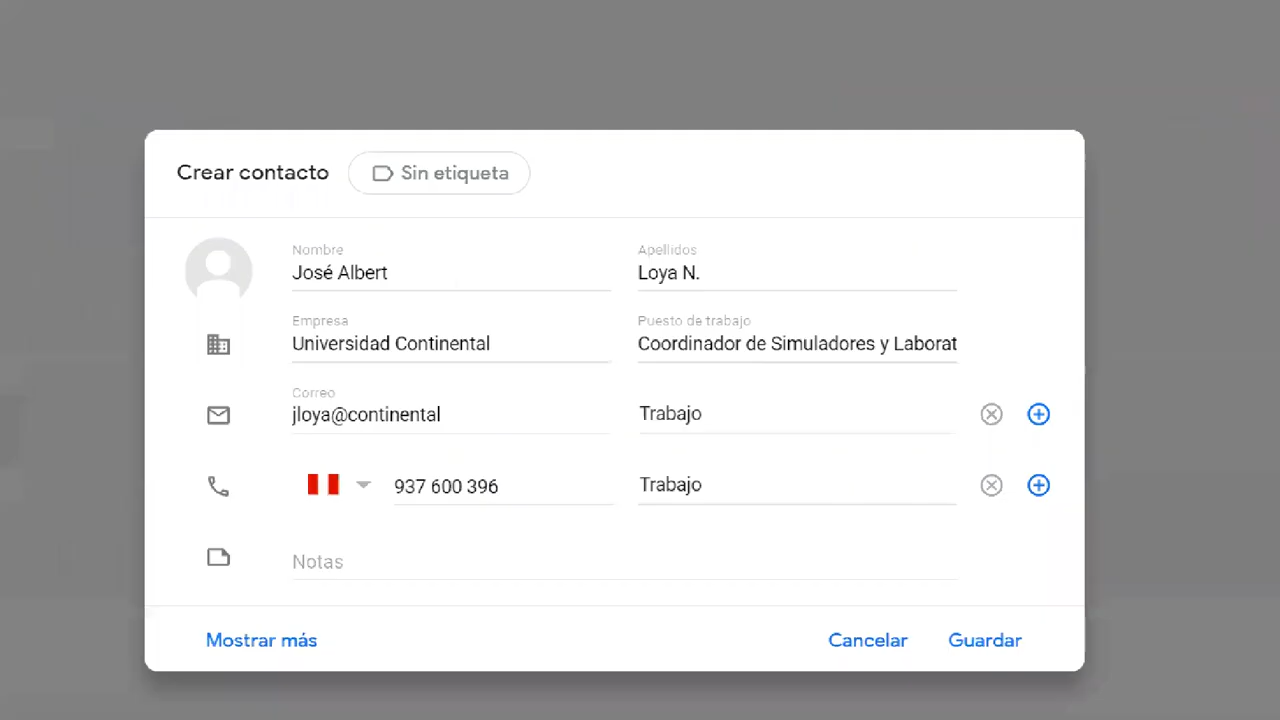 Crear contacto Sin etiqueta
Nombre Apellidos
José Albert Loya N.
Empresa Puesto de trabajo
Universidad Continental Coordinador de Simuladores y Laborat
Correo
jloya@continental Trabajo
937 600 396 Trabajo
Notas
Mostrar más Cancelar Guardar